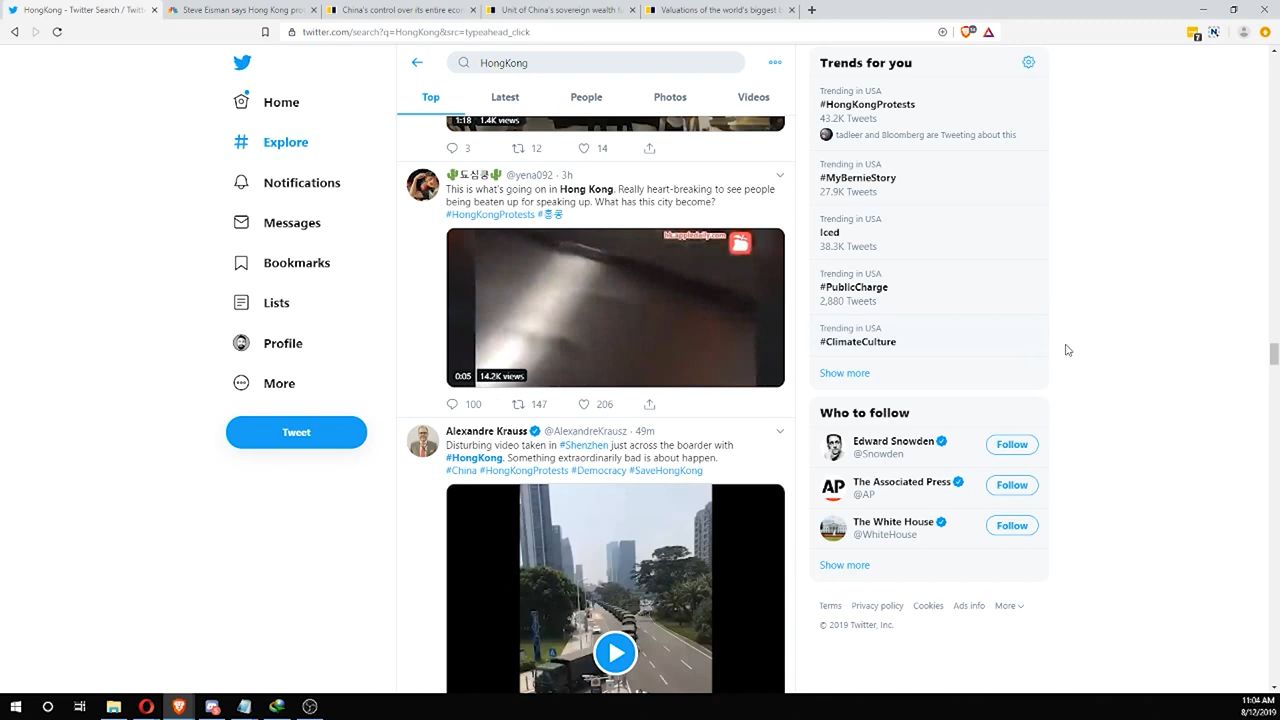 HongKong - Twitter Search / Twitt
Steve Eisman says Hong Kong pro
China's control over its entire econ
Unit of China's sovereign wealth f
Valuations of the world's biggest b
twitter.com/search?q=HongKong&src=typeahead_click
HongKong
Top
Latest
People
Photos
Videos
Home
Explore
Notifications
Messages
Bookmarks
Lists
Profile
More
Tweet
1:18 1.4K views
3 12 14
@yena092 · 3h
This is what's going on in Hong Kong. Really heart-breaking to see people
being beaten up for speaking up. What has this city become?
#HongKongProtests #홍콩
hk.appledaily.com
0:05 14.2K views
100 147 206
Alexandre Krauss @AlexandreKrausz · 49m
Disturbing video taken in #Shenzhen just across the boarder with
#HongKong. Something extraordinarily bad is about happen.
#China #HongKongProtests #Democracy #SaveHongKong
Trends for you
Trending in USA
#HongKongProtests
43.2K Tweets
tadleer and Bloomberg are Tweeting about this
Trending in USA
#MyBernieStory
27.9K Tweets
Trending in USA
Iced
38.3K Tweets
Trending in USA
#PublicCharge
2,880 Tweets
Trending in USA
#ClimateCulture
Show more
Who to follow
Edward Snowden
@Snowden
Follow
AP
The Associated Press
@AP
Follow
The White House
@WhiteHouse
Follow
Show more
Terms Privacy policy Cookies Ads info More
© 2019 Twitter, Inc.
11:04 AM
8/12/2019